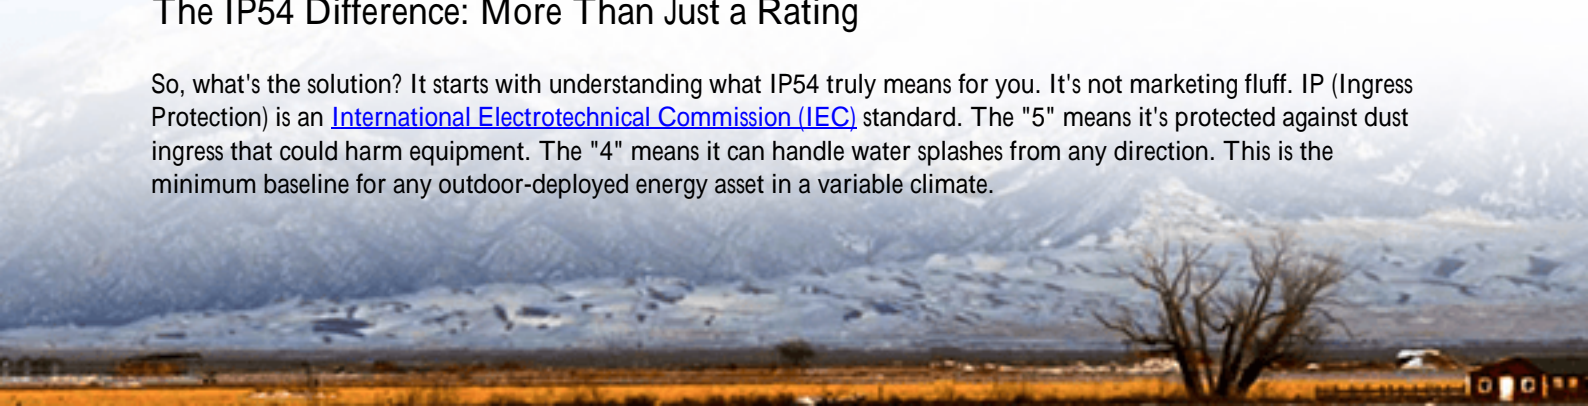 The IP54 Difference: More Than Just a Rating
So, what's the solution? It starts with understanding what IP54 truly means for you. It's not marketing fluff. IP (Ingress
Protection) is an International Electrotechnical Commission (IEC) standard. The "5" means it's protected against dust
ingress that could harm equipment. The "4" means it can handle water splashes from any direction. This is the
minimum baseline for any outdoor-deployed energy asset in a variable climate.